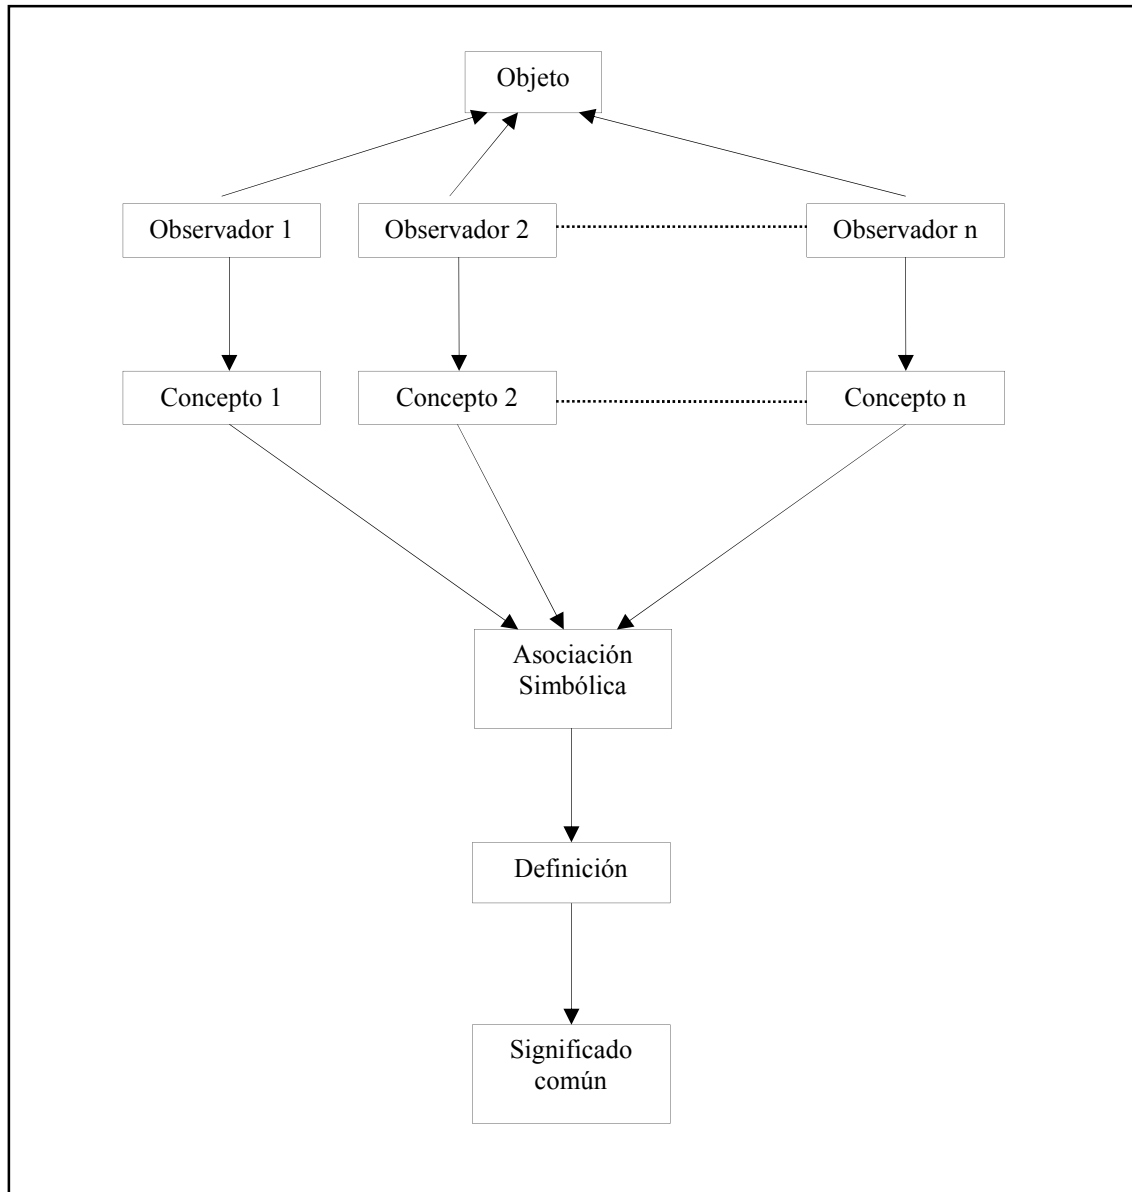 Objeto
Observador 1
Observador 2
Observador n
Concepto 1
Concepto 2
Concepto n
Asociación
Simbólica
Definición
Significado
común